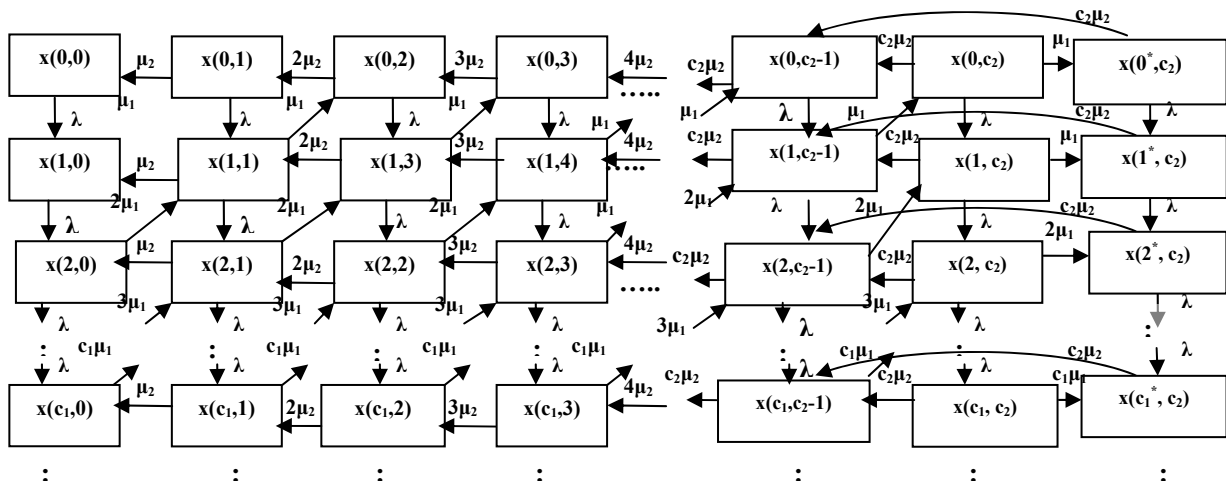 c₂μ₂
x(0,0) μ₂ x(0,1) 2μ₂ x(0,2) 3μ₂ x(0,3) 4μ₂ c₂μ₂ x(0,c₂-1) c₂μ₂ x(0,c₂) μ₁ x(0*,c₂)
μ₁ μ₁ μ₁ ..... μ₁ c₂μ₂
λ λ λ λ λ λ λ
x(1,0) μ₂ x(1,1) 2μ₂ x(1,3) 3μ₂ x(1,4) μ₁ 4μ₂ c₂μ₂ x(1,c₂-1) μ₁ c₂μ₂ x(1, c₂) μ₁ x(1*, c₂)
2μ₁ 2μ₁ 2μ₁ μ₁ ..... 2μ₁ 2μ₁ c₂μ₂
λ λ λ λ λ λ λ
x(2,0) μ₂ x(2,1) 2μ₂ x(2,2) 3μ₂ x(2,3) 4μ₂ c₂μ₂ x(2,c₂-1) c₂μ₂ x(2, c₂) 2μ₁ x(2*, c₂)
3μ₁ 3μ₁ 3μ₁ ..... 3μ₁ 3μ₁
λ λ λ λ λ λ λ
: c₁μ₁ : : c₁μ₁ : c₁μ₁ : c₁μ₁ : c₂μ₂ :
λ λ λ λ λ λ
x(c₁,0) μ₂ x(c₁,1) 2μ₂ x(c₁,2) 3μ₂ x(c₁,3) 4μ₂ c₂μ₂ x(c₁,c₂-1) c₂μ₂ x(c₁, c₂) c₁μ₁ x(c₁*, c₂)
: : : : : : :